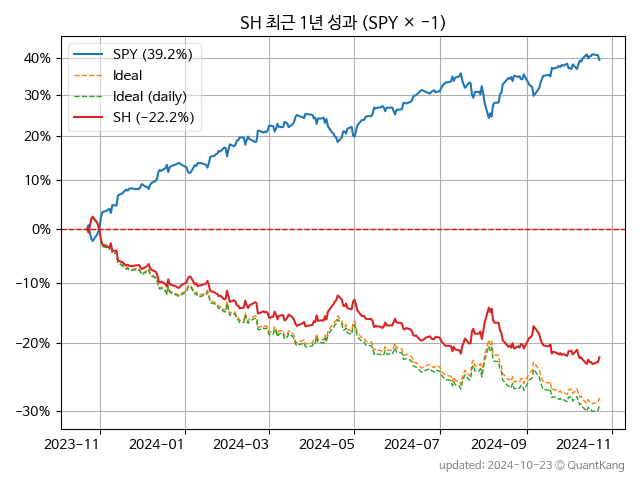 SH 최근 1년 성과 (SPY × −1)
SPY (39.2%)
Ideal
Ideal (daily)
SH (−22.2%)
40%
30%
20%
10%
0%
−10%
−20%
−30%
2023-11
2024-01
2024-03
2024-05
2024-07
2024-09
2024-11
updated: 2024-10-23 ⓒ QuantKang